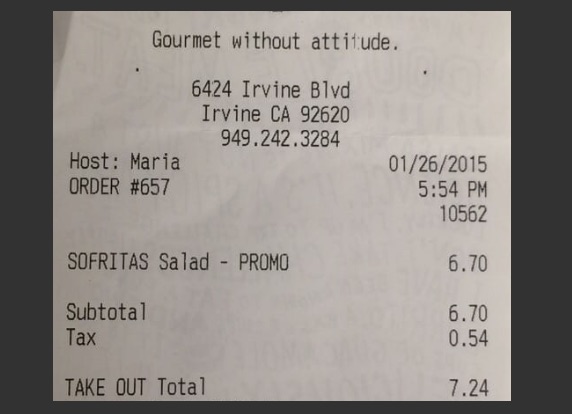 Gourmet without attitude.
6424 Irvine Blvd
Irvine CA 92620
949.242.3284
Host: Maria 01/26/2015
ORDER #657 5:54 PM
10562
SOFRITAS Salad - PROMO 6.70
Subtotal 6.70
Tax 0.54
TAKE OUT Total 7.24